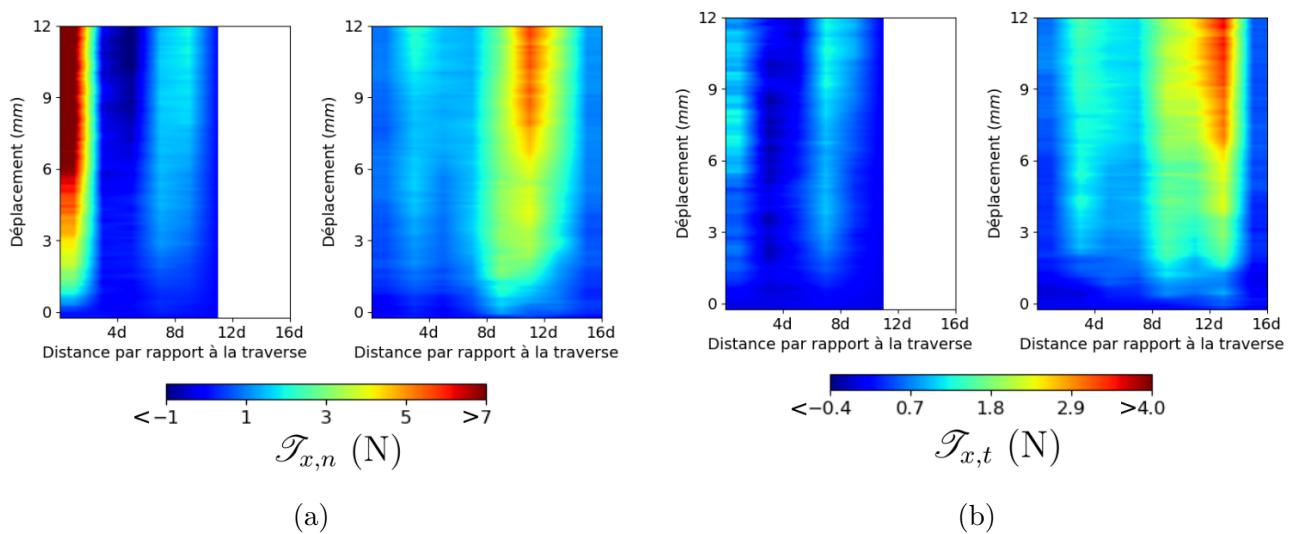 12
9
6
3
0
Déplacement (mm)
4d 8d 12d 16d
Distance par rapport à la traverse
12
9
6
3
0
Déplacement (mm)
4d 8d 12d 16d
Distance par rapport à la traverse
<−1 1 3 5 >7
𝒯x,n (N)
(a)
12
9
6
3
0
Déplacement (mm)
4d 8d 12d 16d
Distance par rapport à la traverse
12
9
6
3
0
Déplacement (mm)
4d 8d 12d 16d
Distance par rapport à la traverse
<−0.4 0.7 1.8 2.9 >4.0
𝒯x,t (N)
(b)